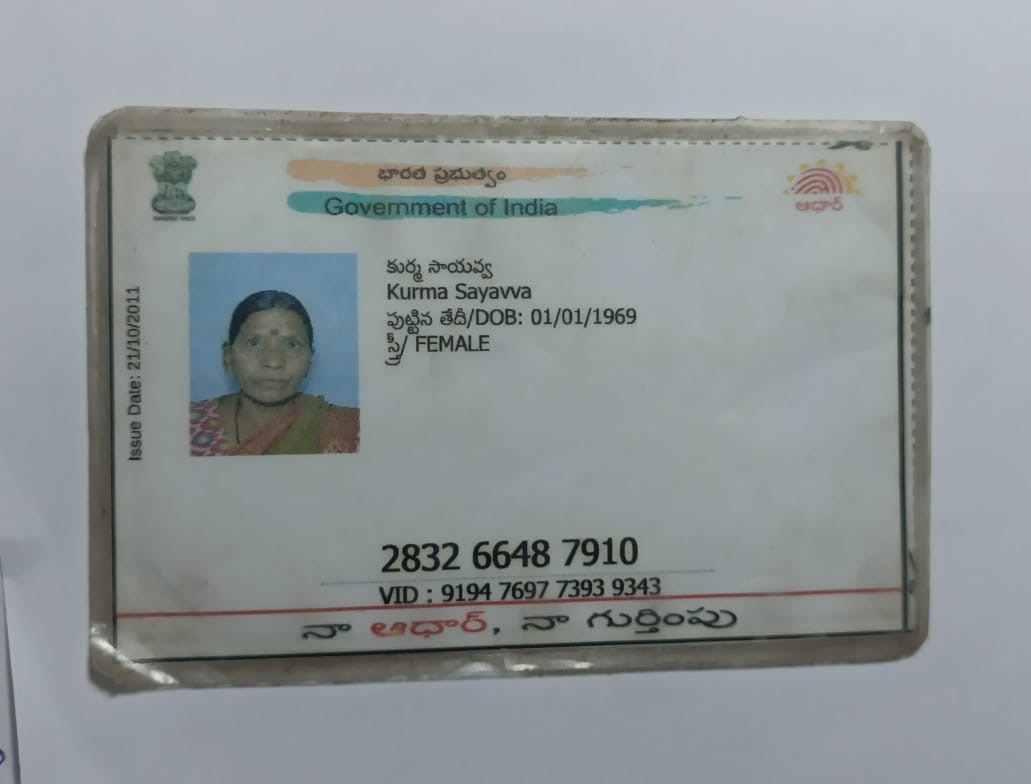 భారత ప్రభుత్వం
Government of India
ఆధార్
Issue Date: 21/10/2011
కుర్మ సాయవ్వ
Kurma Sayavva
పుట్టిన తేదీ/DOB: 01/01/1969
స్త్రీ/ FEMALE
2832 6648 7910
VID : 9194 7697 7393 9343
నా ఆధార్, నా గుర్తింపు